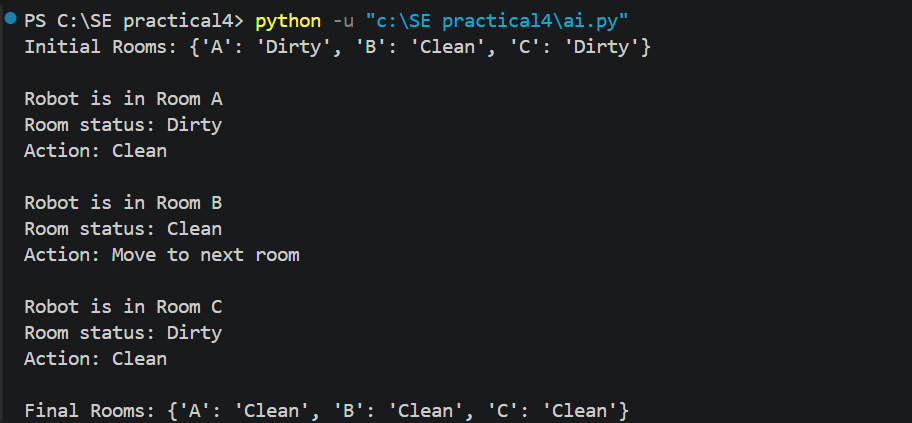 PS C:\SE practical4> python -u "c:\SE practical4\ai.py"
Initial Rooms: {'A': 'Dirty', 'B': 'Clean', 'C': 'Dirty'}
Robot is in Room A
Room status: Dirty
Action: Clean
Robot is in Room B
Room status: Clean
Action: Move to next room
Robot is in Room C
Room status: Dirty
Action: Clean
Final Rooms: {'A': 'Clean', 'B': 'Clean', 'C': 'Clean'}